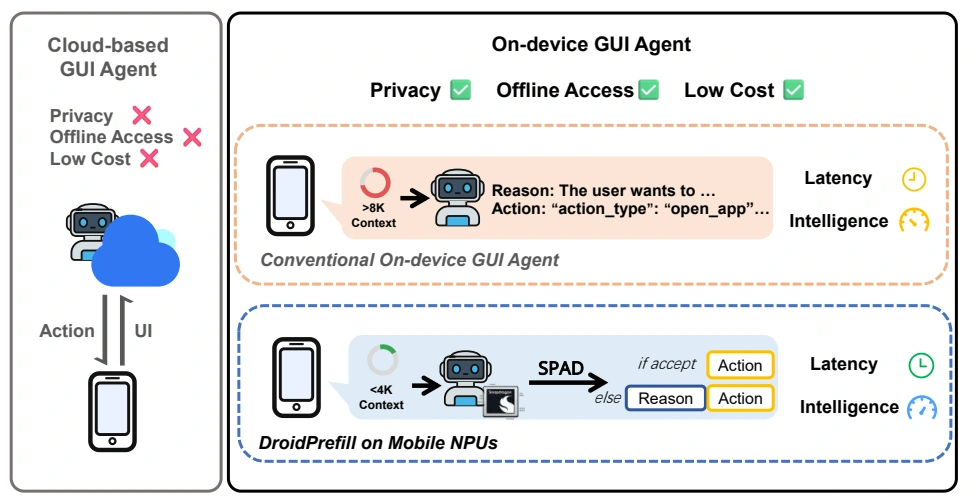 Cloud-based
GUI Agent
Privacy
Offline Access
Low Cost
Action
UI
On-device GUI Agent
Privacy
Offline Access
Low Cost
>8K
Context
Reason: The user wants to …
Action: “action_type”: “open_app”…
Latency
Intelligence
Conventional On-device GUI Agent
<4K
Context
SPAD
if accept
Action
else
Reason
Action
Latency
Intelligence
DroidPrefill on Mobile NPUs